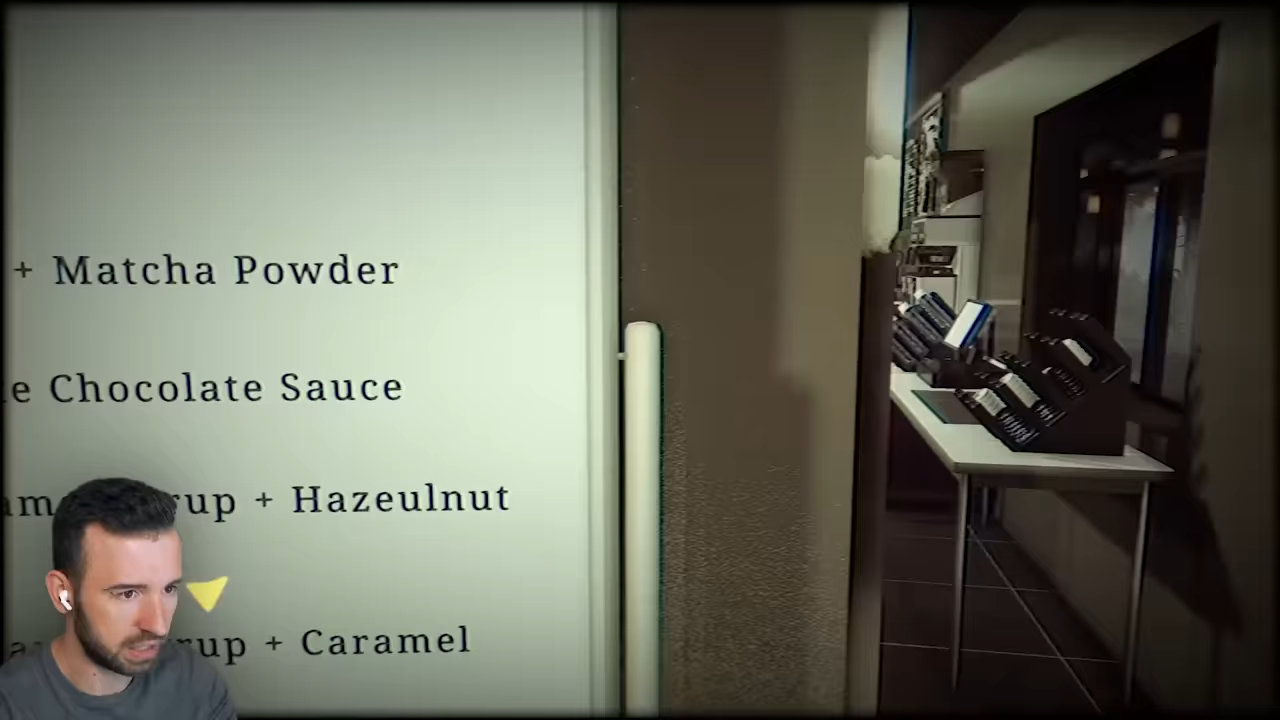 + Matcha Powder
e Chocolate Sauce
rup + Hazeulnut
rup + Caramel